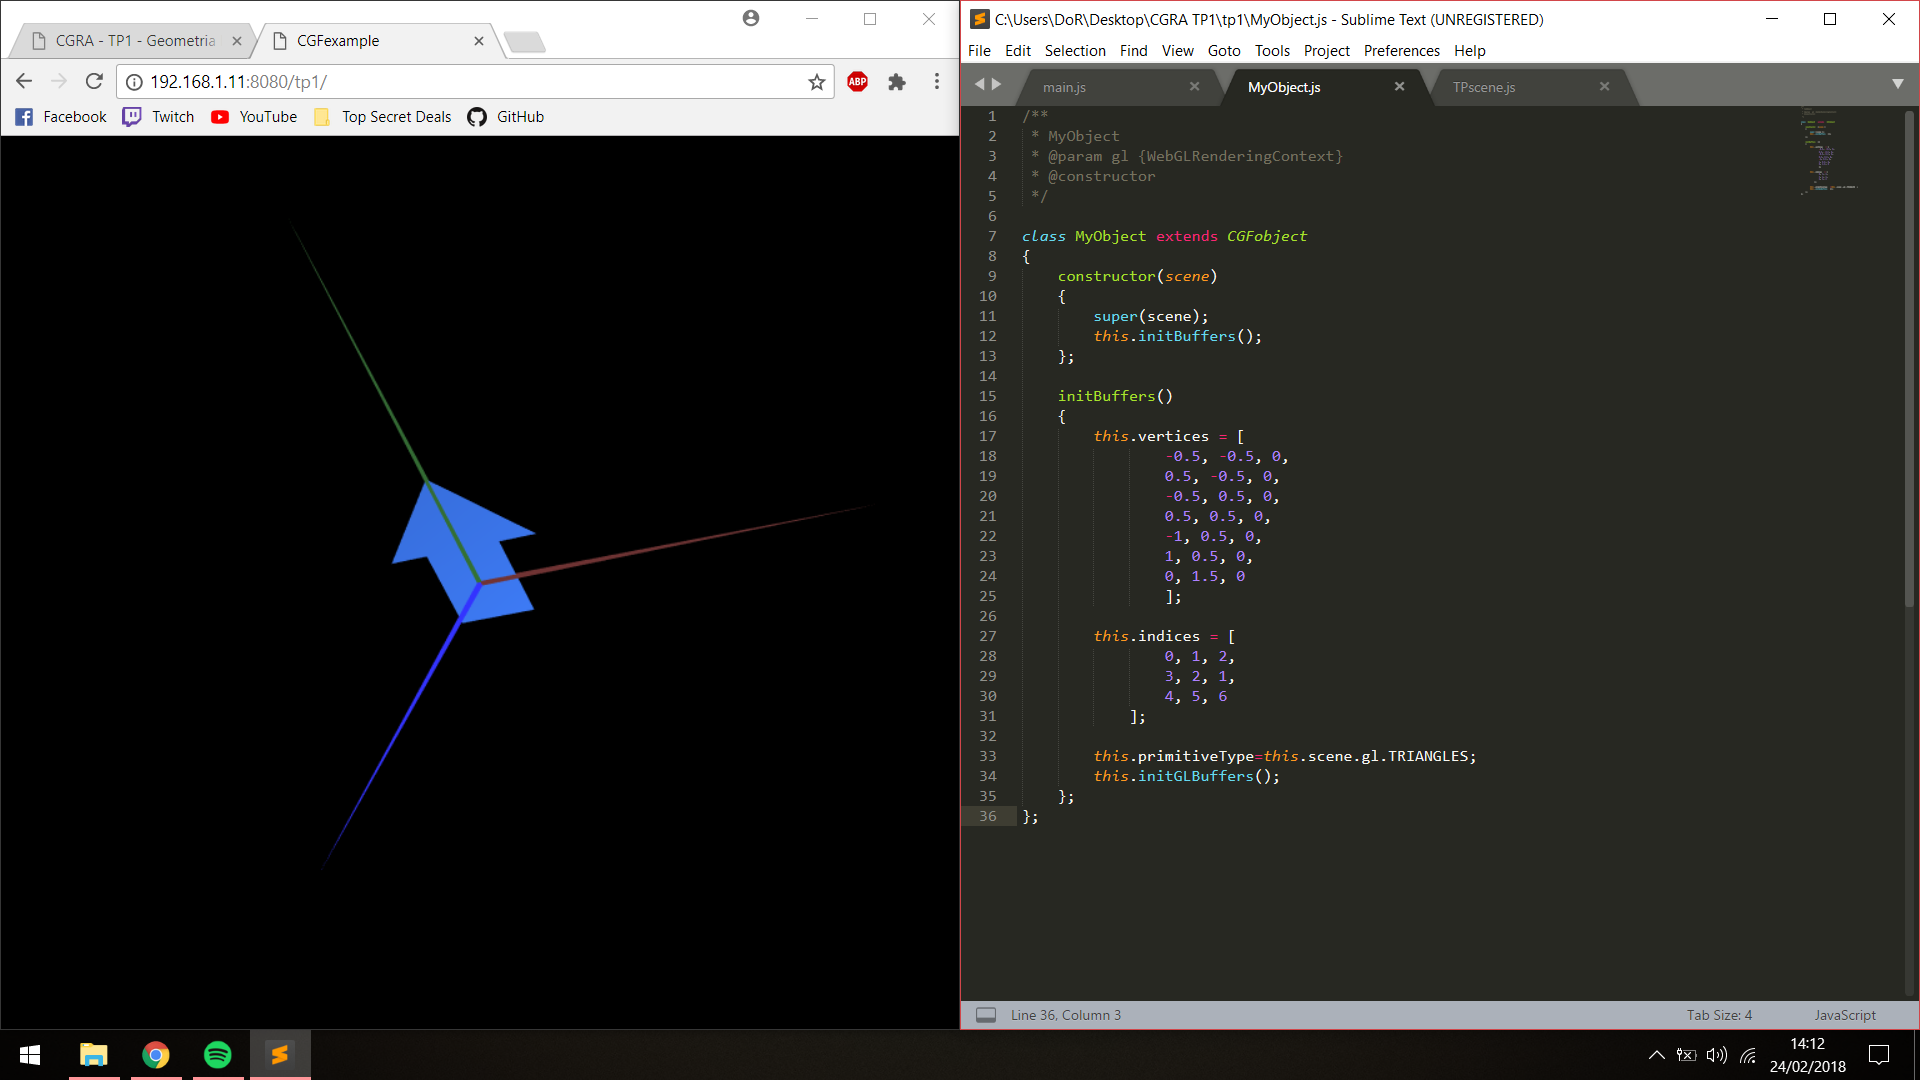 CGRA - TP1 - Geometria
CGFexample
192.168.1.11:8080/tp1/
ABP
Facebook
Twitch
YouTube
Top Secret Deals
GitHub
C:\Users\DoR\Desktop\CGRA TP1\tp1\MyObject.js - Sublime Text (UNREGISTERED)
File Edit Selection Find View Goto Tools Project Preferences Help
main.js
MyObject.js
TPscene.js
1 /**
2  * MyObject
3  * @param gl {WebGLRenderingContext}
4  * @constructor
5  */
6
7 class MyObject extends CGFobject
8 {
9     constructor(scene)
10     {
11         super(scene);
12         this.initBuffers();
13     };
14
15     initBuffers()
16     {
17         this.vertices = [
18                 -0.5, -0.5, 0,
19                 0.5, -0.5, 0,
20                 -0.5, 0.5, 0,
21                 0.5, 0.5, 0,
22                 -1, 0.5, 0,
23                 1, 0.5, 0,
24                 0, 1.5, 0
25                 ];
26
27         this.indices = [
28                 0, 1, 2,
29                 3, 2, 1,
30                 4, 5, 6
31             ];
32
33         this.primitiveType=this.scene.gl.TRIANGLES;
34         this.initGLBuffers();
35     };
36 };
Line 36, Column 3
Tab Size: 4
JavaScript
14:12
24/02/2018